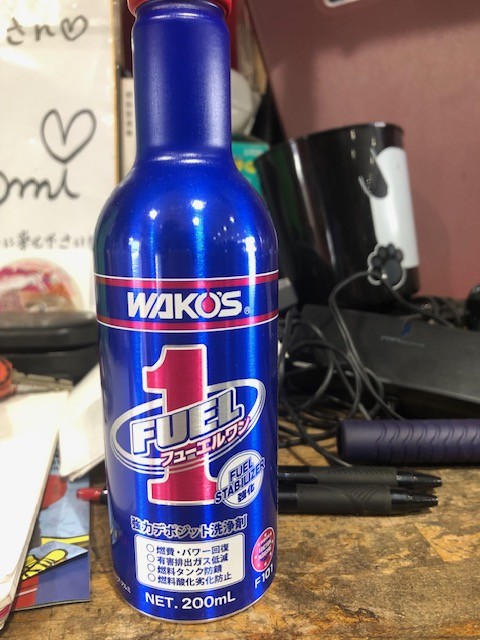 さん♡
omi
WAKO'S®
1
FUEL
フューエルワン
FUEL
STABILIZER
強化
強力デポジット洗浄剤
○燃費・パワー回復
○有害排出ガス低減
○燃料タンク防錆
○燃料酸化劣化防止
F101
NET. 200mL